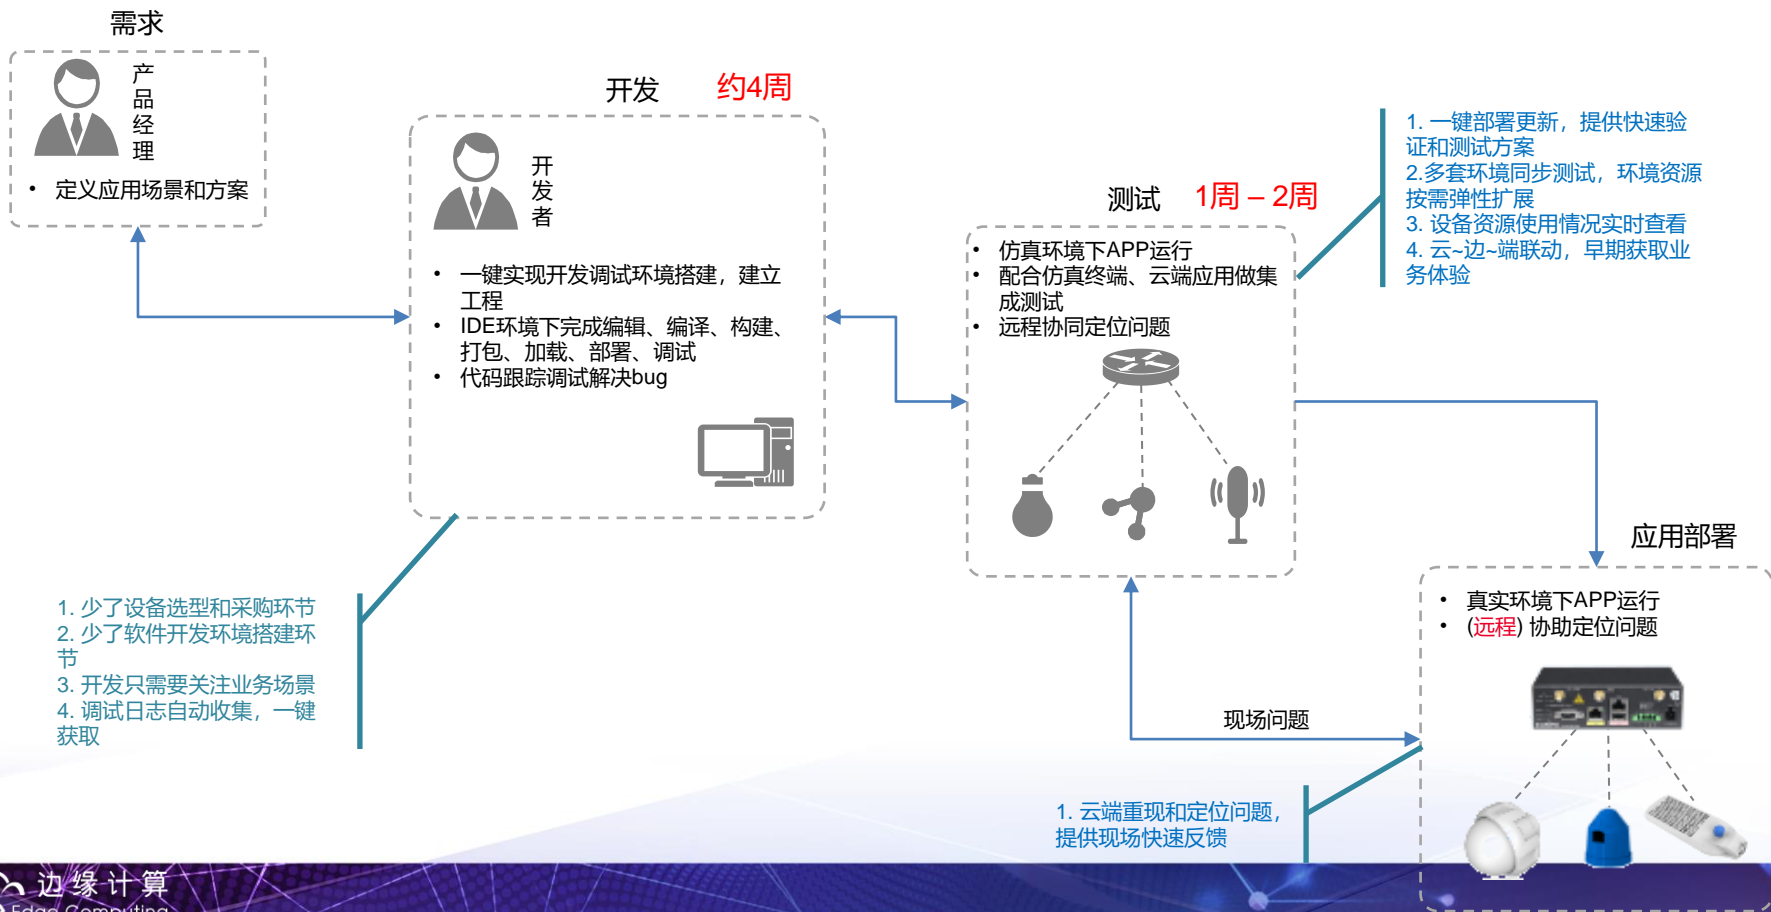 需求
产品经理
• 定义应用场景和方案
开发 约4周
开发者
• 一键实现开发调试环境搭建，建立
工程
• IDE环境下完成编辑、编译、构建、
打包、加载、部署、调试
• 代码跟踪调试解决bug
1. 少了设备选型和采购环节
2. 少了软件开发环境搭建环
节
3. 开发只需要关注业务场景
4. 调试日志自动收集，一键
获取
测试 1周 – 2周
• 仿真环境下APP运行
• 配合仿真终端、云端应用做集
成测试
• 远程协同定位问题
1. 一键部署更新，提供快速验
证和测试方案
2.多套环境同步测试，环境资源
按需弹性扩展
3. 设备资源使用情况实时查看
4. 云~边~端联动，早期获取业
务体验
应用部署
• 真实环境下APP运行
• (远程) 协助定位问题
现场问题
1. 云端重现和定位问题，
提供现场快速反馈
边缘计算
Edge Computing